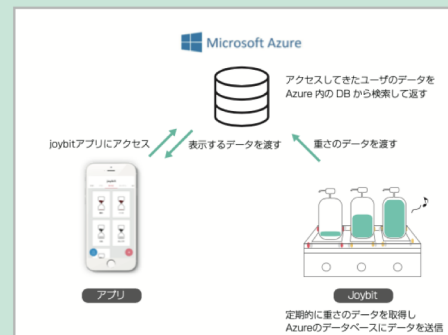 Microsoft Azure
アクセスしてきたユーザのデータを
Azure 内の DB から検索して返す
joybitアプリにアクセス
表示するデータを渡す
重さのデータを渡す
Joybit
アプリ
Joybit
定期的に重さのデータを取得し
Azureのデータベースにデータを送信